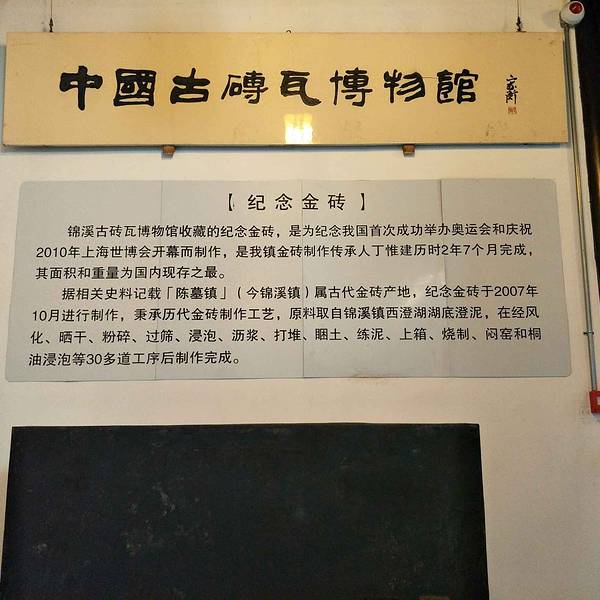 中國古磚瓦博物館
【纪念金砖】
锦溪古砖瓦博物馆收藏的纪念金砖，是为纪念我国首次成功举办奥运会和庆祝
2010年上海世博会开幕而制作，是我镇金砖制作传承人丁惟建历时2年7个月完成，
其面积和重量为国内现存之最。
据相关史料记载「陈墓镇」（今锦溪镇）属古代金砖产地，纪念金砖于2007年
10月进行制作，秉承历代金砖制作工艺，原料取自锦溪镇西澄湖湖底澄泥，在经风
化、晒干、粉碎、过筛、浸泡、沥浆、打堆、睏土、练泥、上箱、烧制、闷窑和桐
油浸泡等30多道工序后制作完成。